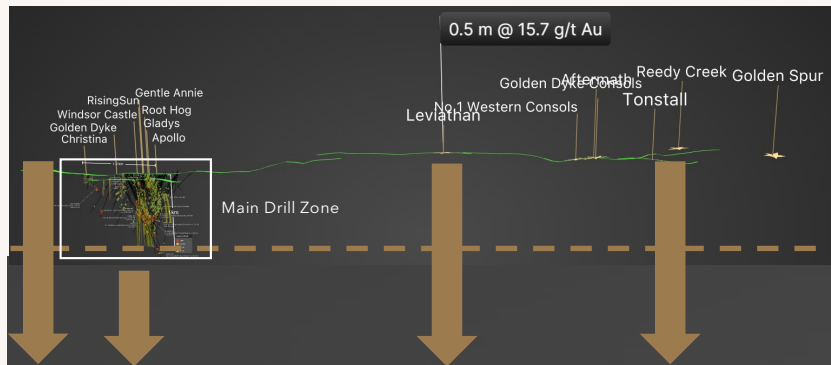 0.5 m @ 15.7 g/t Au
Aftermath
Reedy Creek
Golden Spur
Golden Dyke Consols
Gentle Annie
RisingSun
Tonstall
No.1 Western Consols
Root Hog
Windsor Castle
Leviathan
Gladys
Golden Dyke
Christina
Apollo
Main Drill Zone